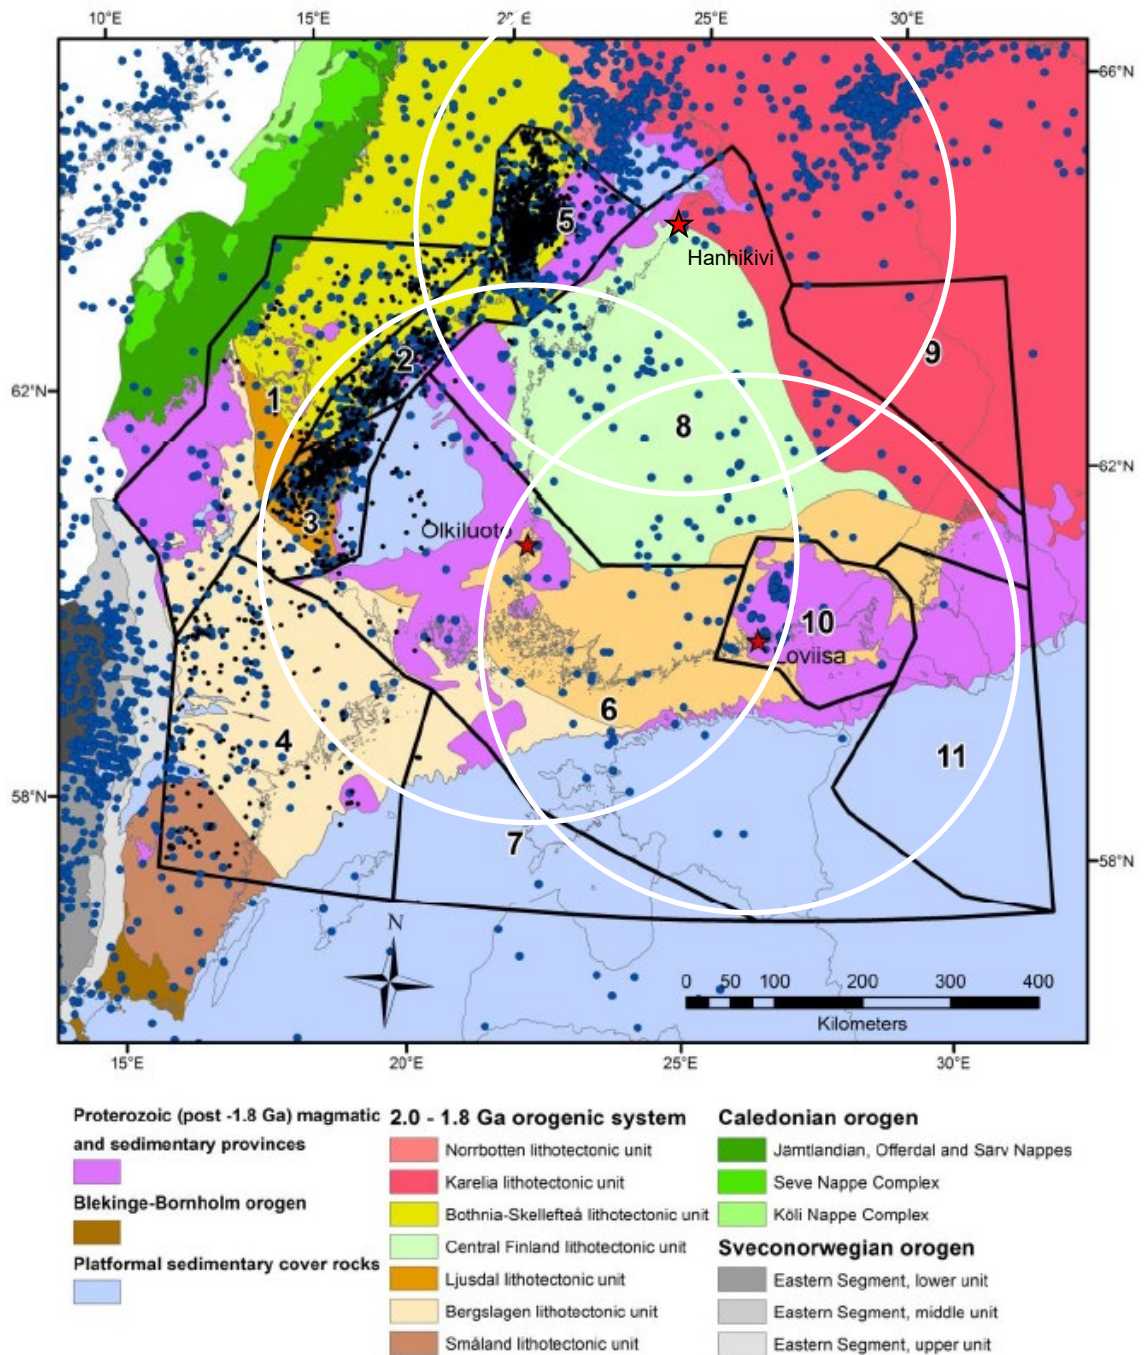 10°E 15°E 20°E 25°E 30°E
66°N
5
Hanhikivi
2
9
62°N
1
8
62°N
3
Olkiluoto
10
Loviisa
6
4
11
58°N
7
58°N
N
0 50 100 200 300 400
Kilometers
15°E 20°E 25°E 30°E
Proterozoic (post -1.8 Ga) magmatic
and sedimentary provinces
Blekinge-Bornholm orogen
Platformal sedimentary cover rocks
2.0 - 1.8 Ga orogenic system
Norrbotten lithotectonic unit
Karelia lithotectonic unit
Bothnia-Skellefteå lithotectonic unit
Central Finland lithotectonic unit
Ljusdal lithotectonic unit
Bergslagen lithotectonic unit
Småland lithotectonic unit
Caledonian orogen
Jämtlandian, Offerdal and Särv Nappes
Seve Nappe Complex
Köli Nappe Complex
Sveconorwegian orogen
Eastern Segment, lower unit
Eastern Segment, middle unit
Eastern Segment, upper unit